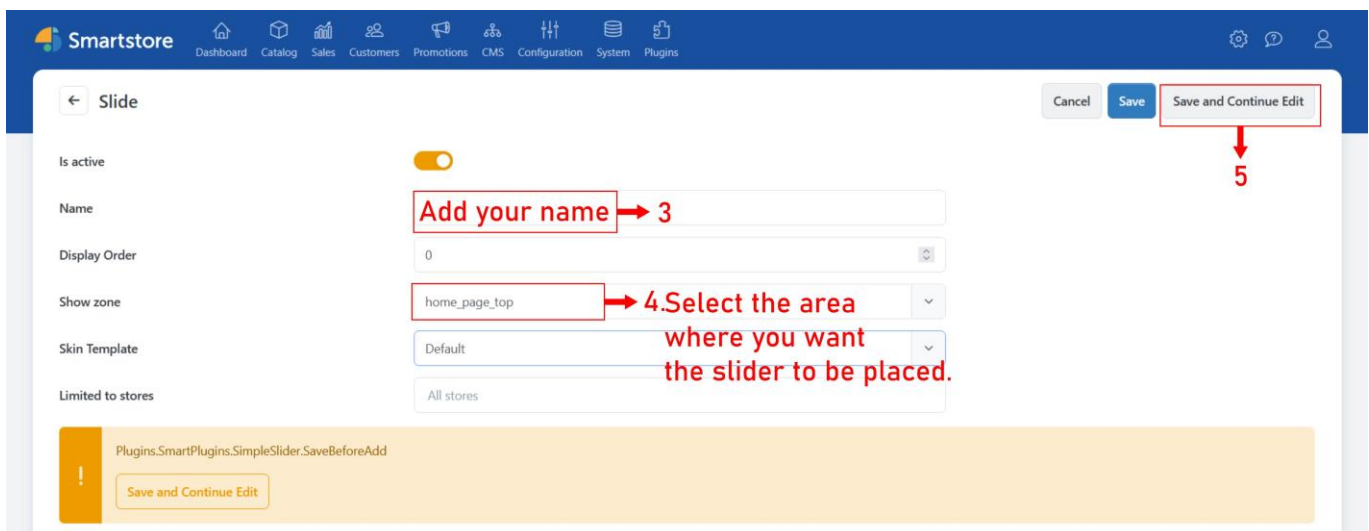 Smartstore
Dashboard Catalog Sales Customers Promotions CMS Configuration System Plugins
Slide
Cancel Save Save and Continue Edit
5
Is active
Name
Add your name 3
Display Order
0
Show zone
home_page_top
4.Select the area
where you want
the slider to be placed.
Skin Template
Default
Limited to stores
All stores
!
Plugins.SmartPlugins.SimpleSlider.SaveBeforeAdd
Save and Continue Edit